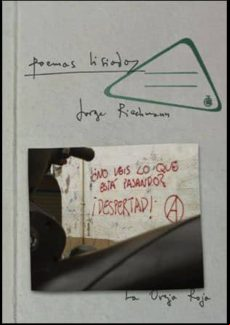 poemas lisiados
Jorge Riechmann
¿NO VEIS LO QUE
ESTÁ PASANDO?
¡DESPERTAD! A
La Oveja Roja